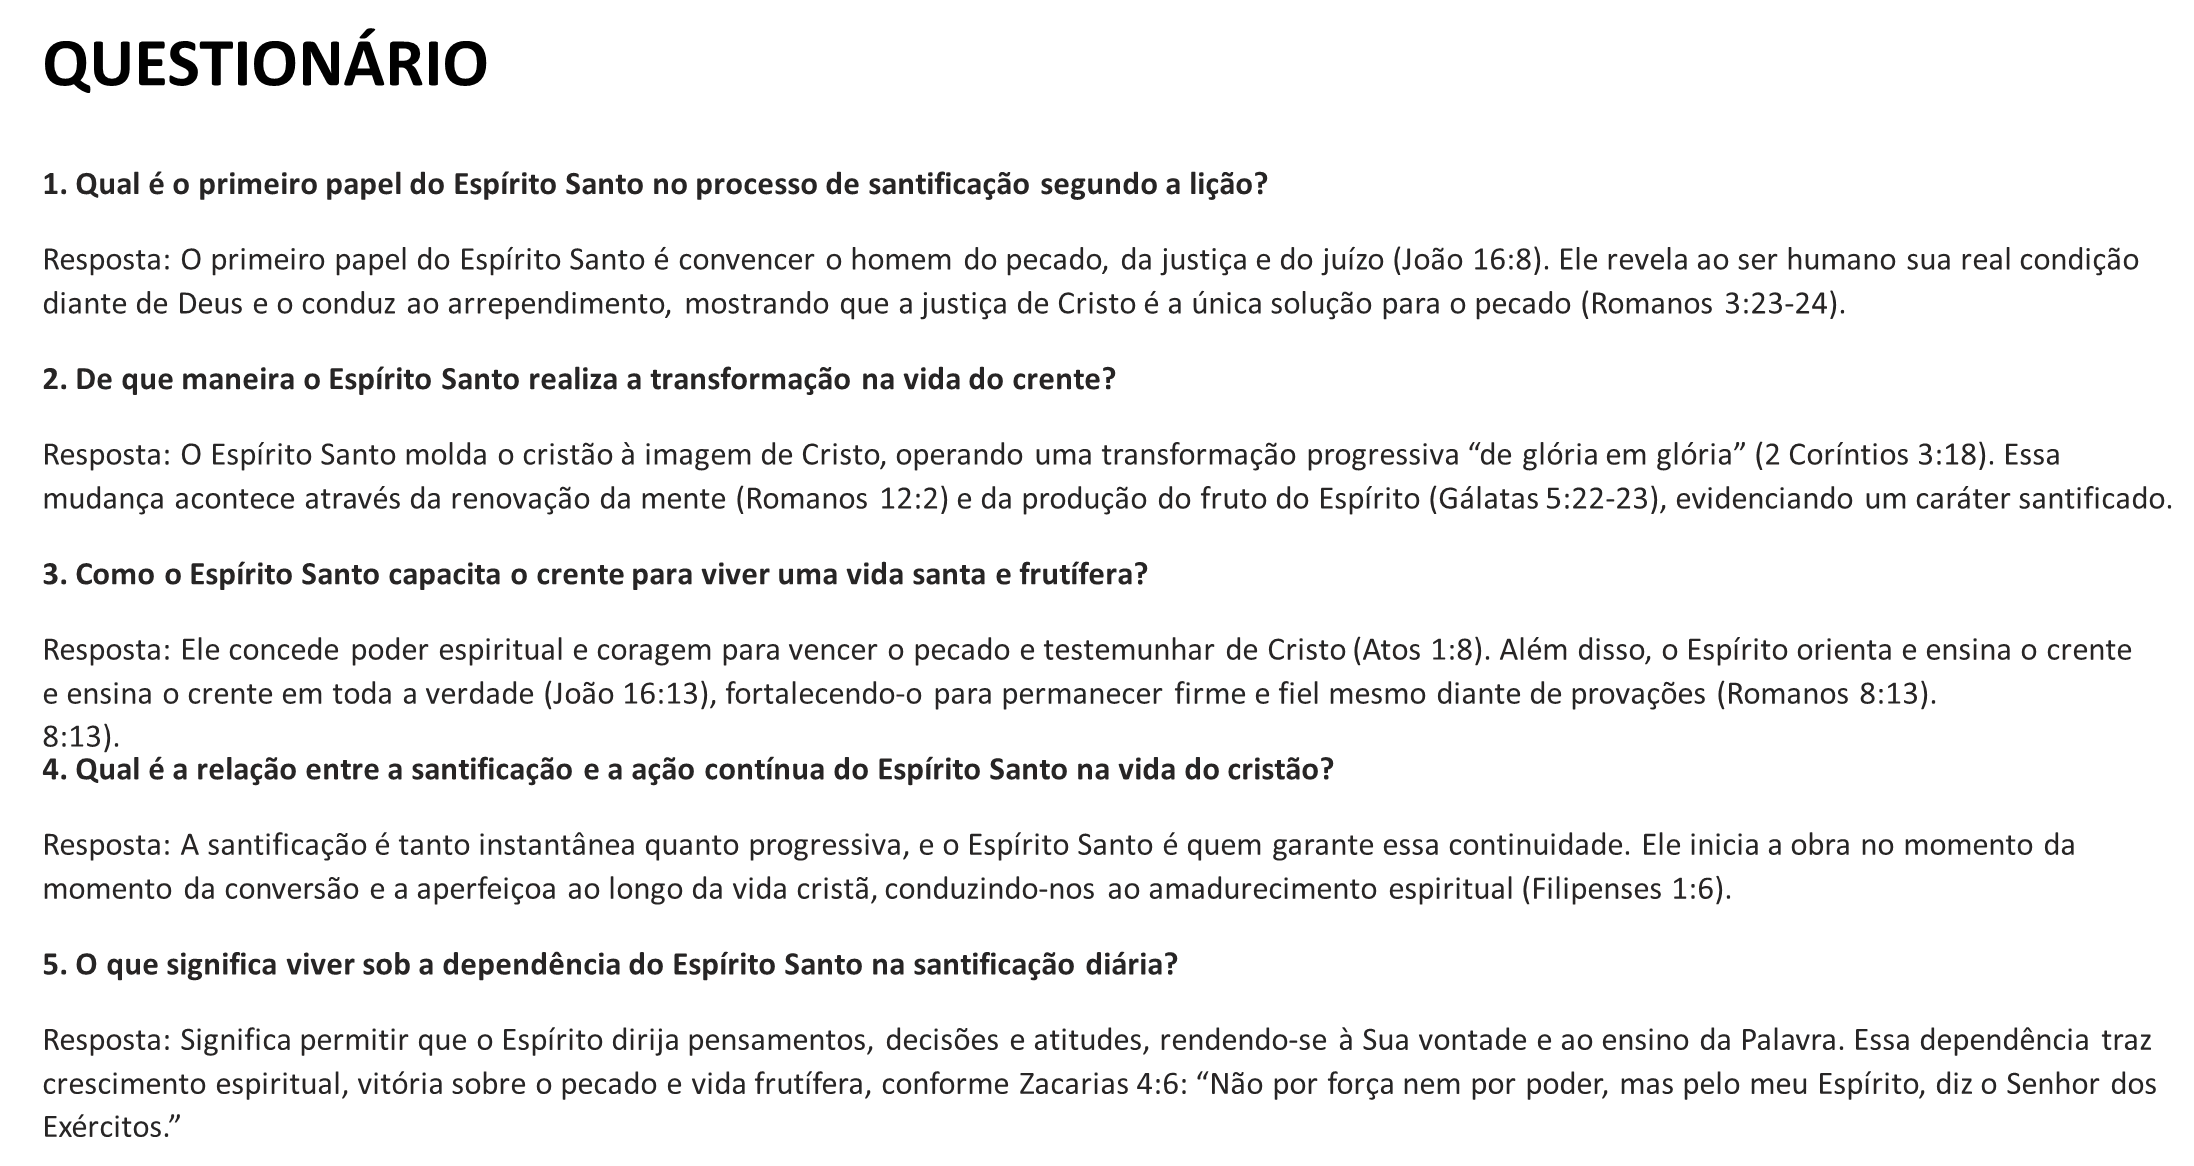 QUESTIONÁRIO
1. Qual é o primeiro papel do Espírito Santo no processo de santificação segundo a lição?
Resposta: O primeiro papel do Espírito Santo é convencer o homem do pecado, da justiça e do juízo (João 16:8). Ele revela ao ser humano sua real condição
diante de Deus e o conduz ao arrependimento, mostrando que a justiça de Cristo é a única solução para o pecado (Romanos 3:23-24).
2. De que maneira o Espírito Santo realiza a transformação na vida do crente?
Resposta: O Espírito Santo molda o cristão à imagem de Cristo, operando uma transformação progressiva “de glória em glória” (2 Coríntios 3:18). Essa
mudança acontece através da renovação da mente (Romanos 12:2) e da produção do fruto do Espírito (Gálatas 5:22-23), evidenciando um caráter santificado.
3. Como o Espírito Santo capacita o crente para viver uma vida santa e frutífera?
Resposta: Ele concede poder espiritual e coragem para vencer o pecado e testemunhar de Cristo (Atos 1:8). Além disso, o Espírito orienta e ensina o crente
e ensina o crente em toda a verdade (João 16:13), fortalecendo-o para permanecer firme e fiel mesmo diante de provações (Romanos 8:13).
8:13).
4. Qual é a relação entre a santificação e a ação contínua do Espírito Santo na vida do cristão?
Resposta: A santificação é tanto instantânea quanto progressiva, e o Espírito Santo é quem garante essa continuidade. Ele inicia a obra no momento da
momento da conversão e a aperfeiçoa ao longo da vida cristã, conduzindo-nos ao amadurecimento espiritual (Filipenses 1:6).
5. O que significa viver sob a dependência do Espírito Santo na santificação diária?
Resposta: Significa permitir que o Espírito dirija pensamentos, decisões e atitudes, rendendo-se à Sua vontade e ao ensino da Palavra. Essa dependência traz
crescimento espiritual, vitória sobre o pecado e vida frutífera, conforme Zacarias 4:6: “Não por força nem por poder, mas pelo meu Espírito, diz o Senhor dos
Exércitos.”